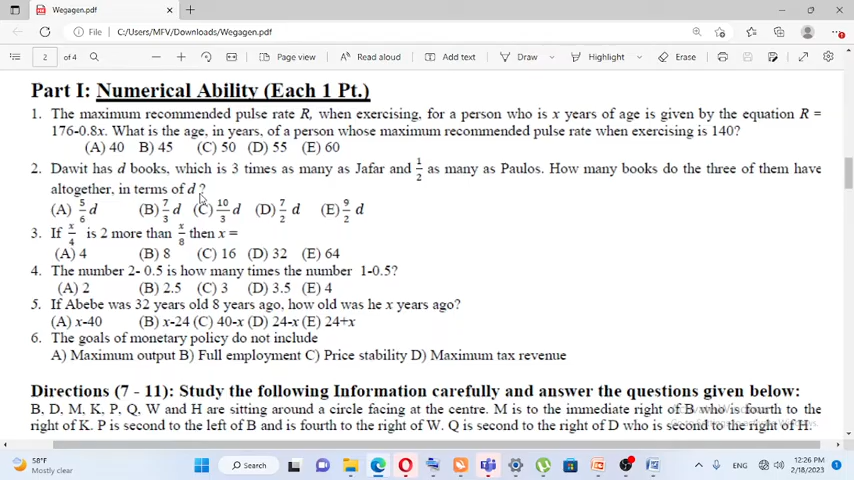 Wegagen.pdf
File C:/Users/MFV/Downloads/Wegagen.pdf
2 of 4 Page view Read aloud Add text Draw Highlight Erase
Part I: Numerical Ability (Each 1 Pt.)
1. The maximum recommended pulse rate R, when exercising, for a person who is x years of age is given by the equation R =
176-0.8x. What is the age, in years, of a person whose maximum recommended pulse rate when exercising is 140?
(A) 40 B) 45 (C) 50 (D) 55 (E) 60
2. Dawit has d books, which is 3 times as many as Jafar and 1/2 as many as Paulos. How many books do the three of them have
altogether, in terms of d ?
(A) 5/6 d (B) 7/3 d (C) 10/3 d (D) 7/2 d (E) 9/2 d
3. If x/4 is 2 more than x/8 then x =
(A) 4 (B) 8 (C) 16 (D) 32 (E) 64
4. The number 2- 0.5 is how many times the number 1-0.5?
(A) 2 (B) 2.5 (C) 3 (D) 3.5 (E) 4
5. If Abebe was 32 years old 8 years ago, how old was he x years ago?
(A) x-40 (B) x-24 (C) 40-x (D) 24-x (E) 24+x
6. The goals of monetary policy do not include
A) Maximum output B) Full employment C) Price stability D) Maximum tax revenue
Directions (7 - 11): Study the following Information carefully and answer the questions given below:
B, D, M, K, P, Q, W and H are sitting around a circle facing at the centre. M is to the immediate right of B who is fourth to the
right of K. P is second to the left of B and is fourth to the right of W. Q is second to the right of D who is second to the right of H.
19°C
Mostly clear
Search
ENG
12:26 PM
2/18/2023